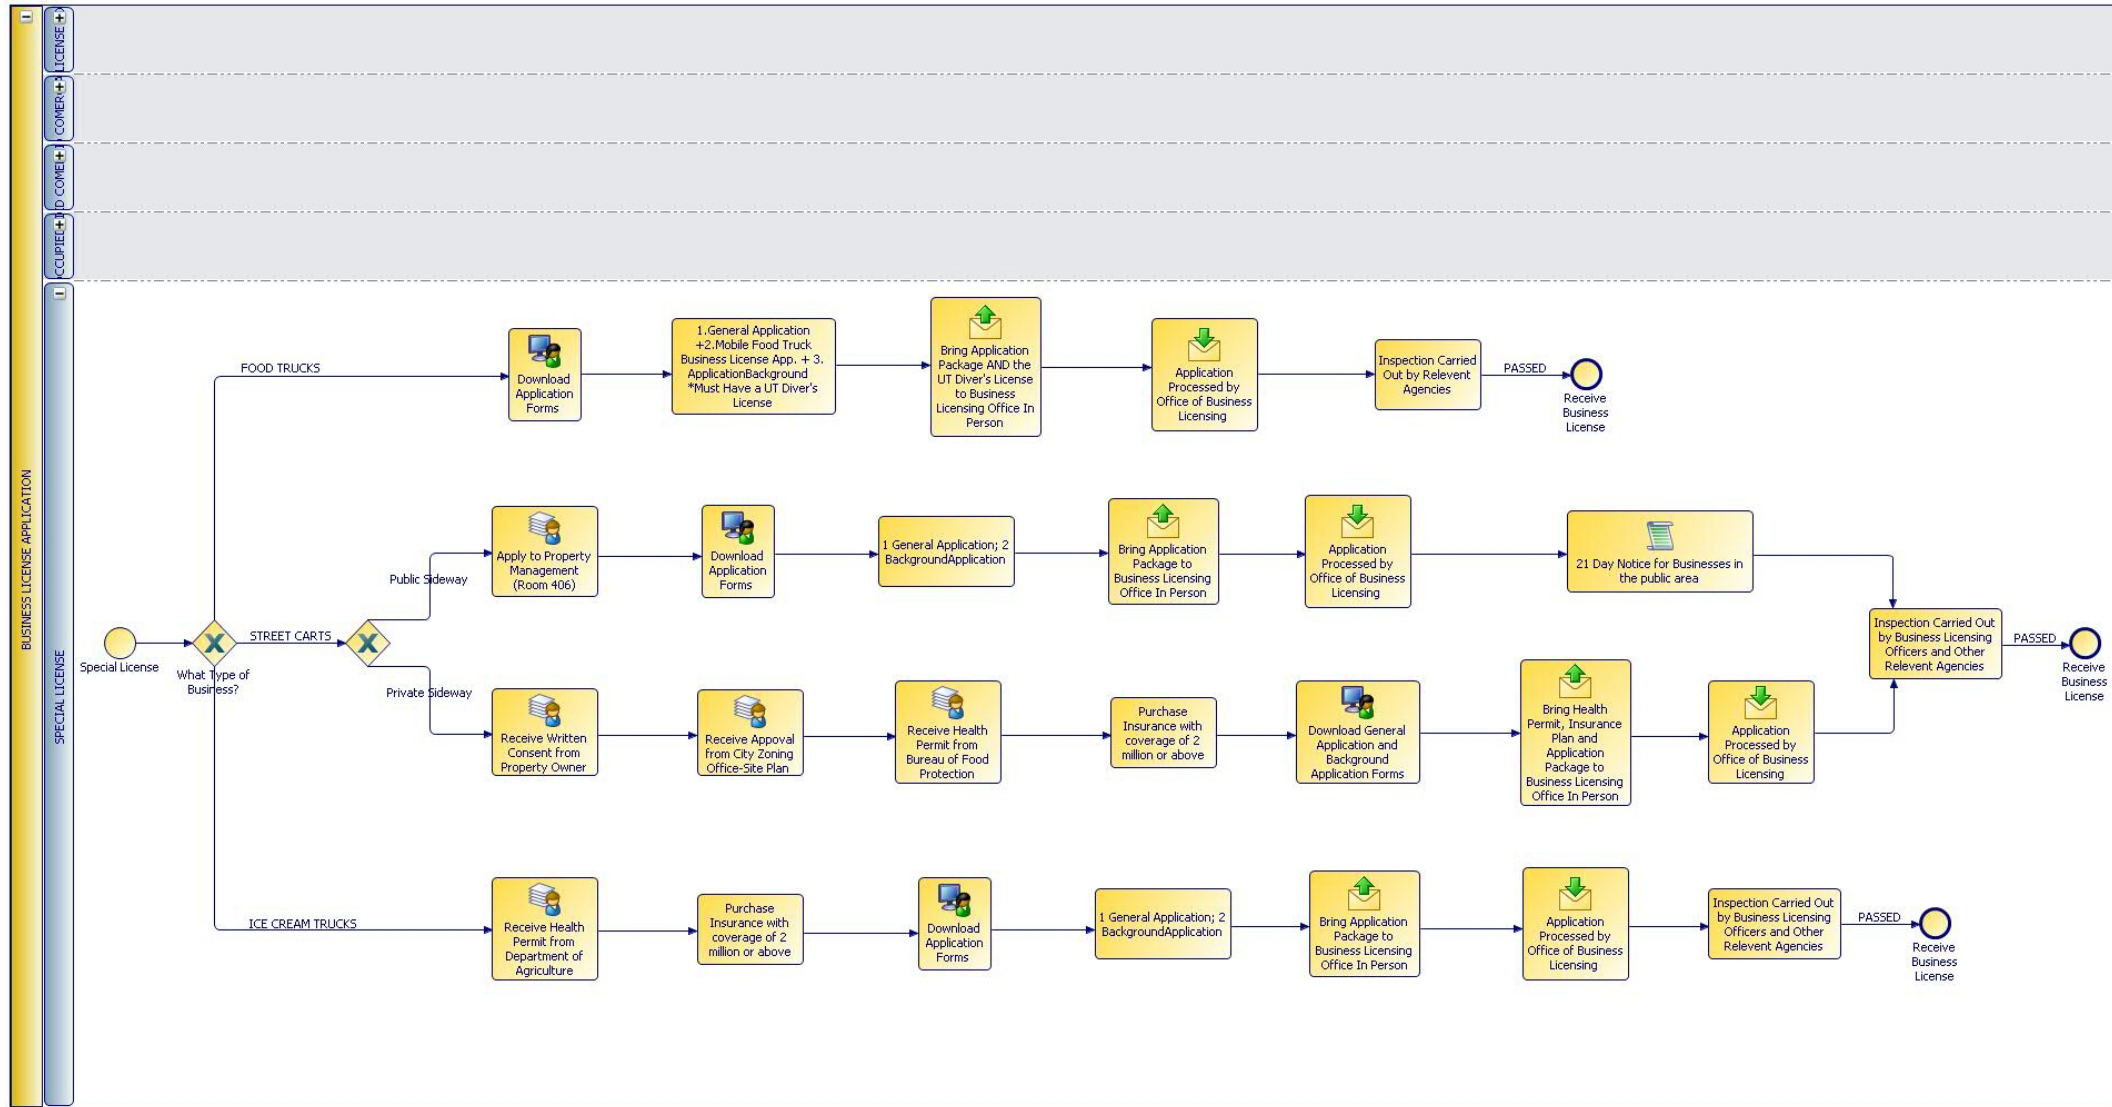 BUSINESS LICENSE APPLICATION
LICENSE
COMER
D COMEI
CCUPIED
SPECIAL LICENSE
Special License
What Type of
Business?
FOOD TRUCKS
Download
Application
Forms
1.General Application
+2.Mobile Food Truck
Business License App. + 3.
ApplicationBackground
*Must Have a UT Diver's
License
Bring Application
Package AND the
UT Diver's License
to Business
Licensing Office In
Person
Application
Processed by
Office of Business
Licensing
Inspection Carried
Out by Relevent
Agencies
PASSED
Receive
Business
License
STREET CARTS
Public Sideway
Apply to Property
Management
(Room 406)
Download
Application
Forms
1 General Application; 2
BackgroundApplication
Bring Application
Package to
Business Licensing
Office In Person
Application
Processed by
Office of Business
Licensing
21 Day Notice for Businesses in
the public area
Inspection Carried Out
by Business Licensing
Officers and Other
Relevent Agencies
PASSED
Receive
Business
License
Private Sideway
Receive Written
Consent from
Property Owner
Receive Appoval
from City Zoning
Office-Site Plan
Receive Health
Permit from
Bureau of Food
Protection
Purchase
Insurance with
coverage of 2
million or above
Download General
Application and
Background
Application Forms
Bring Health
Permit, Insurance
Plan and
Application
Package to
Business Licensing
Office In Person
Application
Processed by
Office of Business
Licensing
ICE CREAM TRUCKS
Receive Health
Permit from
Department of
Agriculture
Purchase
Insurance with
coverage of 2
million or above
Download
Application
Forms
1 General Application; 2
BackgroundApplication
Bring Application
Package to
Business Licensing
Office In Person
Application
Processed by
Office of Business
Licensing
Inspection Carried Out
by Business Licensing
Officers and Other
Relevent Agencies
PASSED
Receive
Business
License